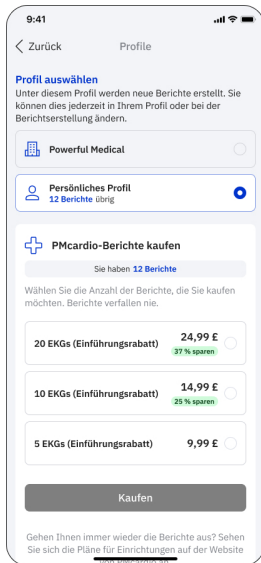 9:41
Zurück
Profile
Profil auswählen
Unter diesem Profil werden neue Berichte erstellt. Sie
können dies jederzeit in Ihrem Profil oder bei der
Berichtserstellung ändern.
Powerful Medical
Persönliches Profil
12 Berichte übrig
PMcardio-Berichte kaufen
Sie haben 12 Berichte
Wählen Sie die Anzahl der Berichte, die Sie kaufen
möchten. Berichte verfallen nie.
20 EKGs (Einführungsrabatt)
24,99 £
37 % sparen
10 EKGs (Einführungsrabatt)
14,99 £
25 % sparen
5 EKGs (Einführungsrabatt)
9,99 £
Kaufen
Gehen Ihnen immer wieder die Berichte aus? Sehen
Sie sich die Pläne für Einrichtungen auf der Website
von PMcardio an